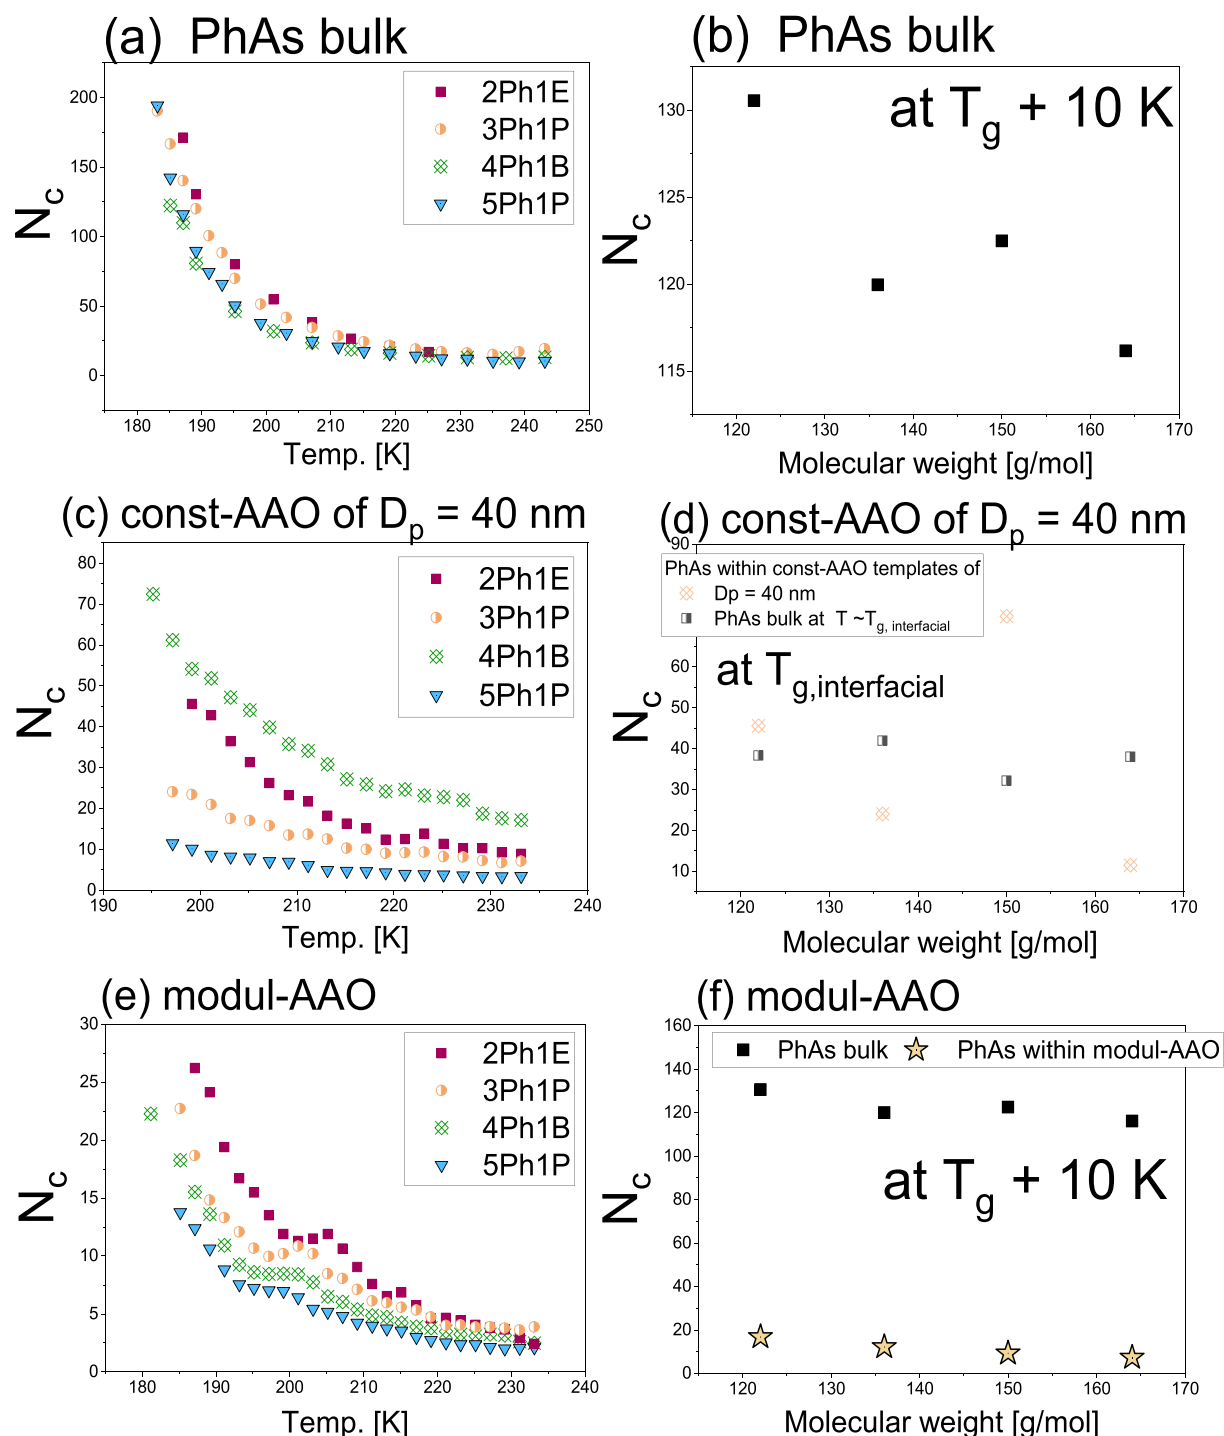 (a) PhAs bulk
200
150
100
50
0
N_c
2Ph1E
3Ph1P
4Ph1B
5Ph1P
180 190 200 210 220 230 240 250
Temp. [K]
(b) PhAs bulk
at T_g + 10 K
130
125
120
115
N_c
120 130 140 150 160 170
Molecular weight [g/mol]
(c) const-AAO of D_p = 40 nm
80
70
60
50
40
30
20
10
0
N_c
2Ph1E
3Ph1P
4Ph1B
5Ph1P
190 200 210 220 230 240
Temp. [K]
(d) const-AAO of D_p = 40 nm
90
PhAs within const-AAO templates of
Dp = 40 nm
PhAs bulk at T ~T_g, interfacial
at T_g,interfacial
60
50
40
30
20
10
N_c
120 130 140 150 160 170
Molecular weight [g/mol]
(e) modul-AAO
30
25
20
15
10
5
0
N_c
2Ph1E
3Ph1P
4Ph1B
5Ph1P
180 190 200 210 220 230 240
Temp. [K]
(f) modul-AAO
160
140
120
100
80
60
40
20
0
N_c
PhAs bulk PhAs within modul-AAO
at T_g + 10 K
120 130 140 150 160 170
Molecular weight [g/mol]